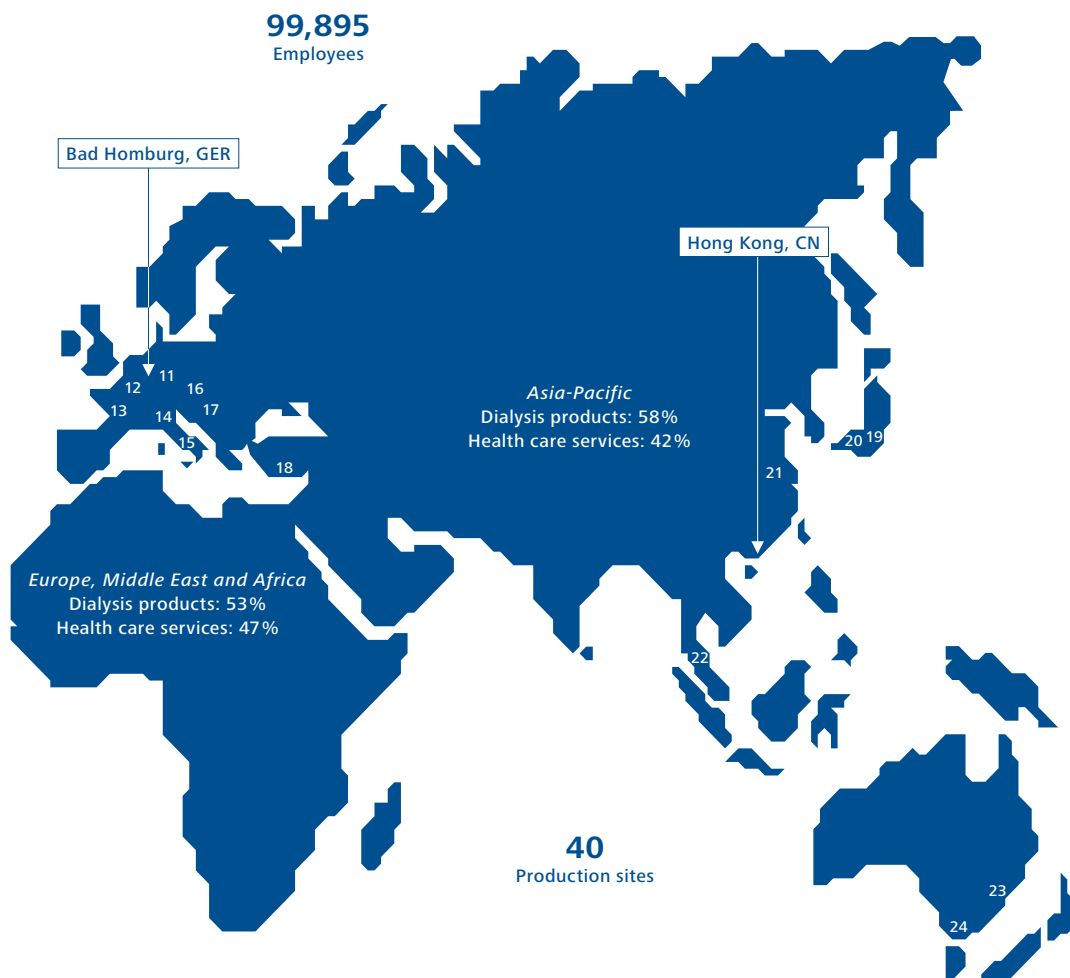 99,895
Employees
Bad Homburg, GER
Hong Kong, CN
11
12
16
13
14
17
15
18
Asia-Pacific
Dialysis products: 58%
Health care services: 42%
20
19
21
Europe, Middle East and Africa
Dialysis products: 53%
Health care services: 47%
22
40
Production sites
23
24